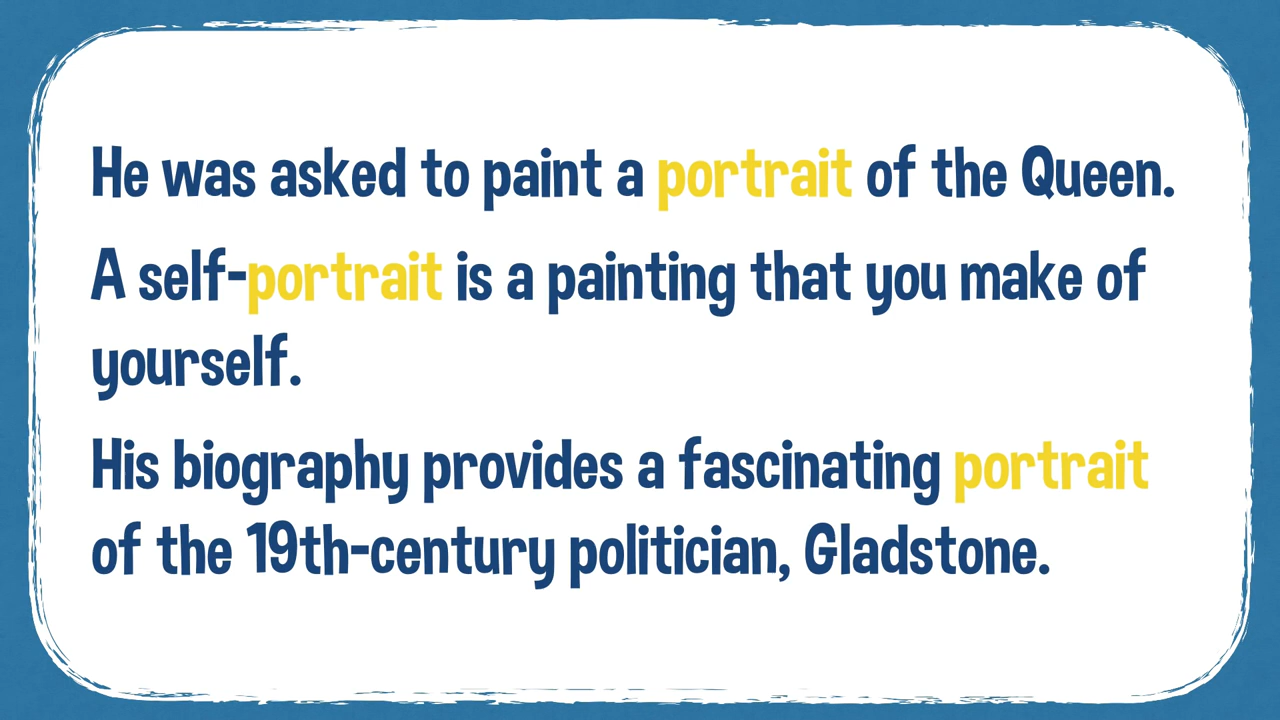 He was asked to paint a portrait of the Queen.
A self-portrait is a painting that you make of
yourself.
His biography provides a fascinating portrait
of the 19th-century politician, Gladstone.